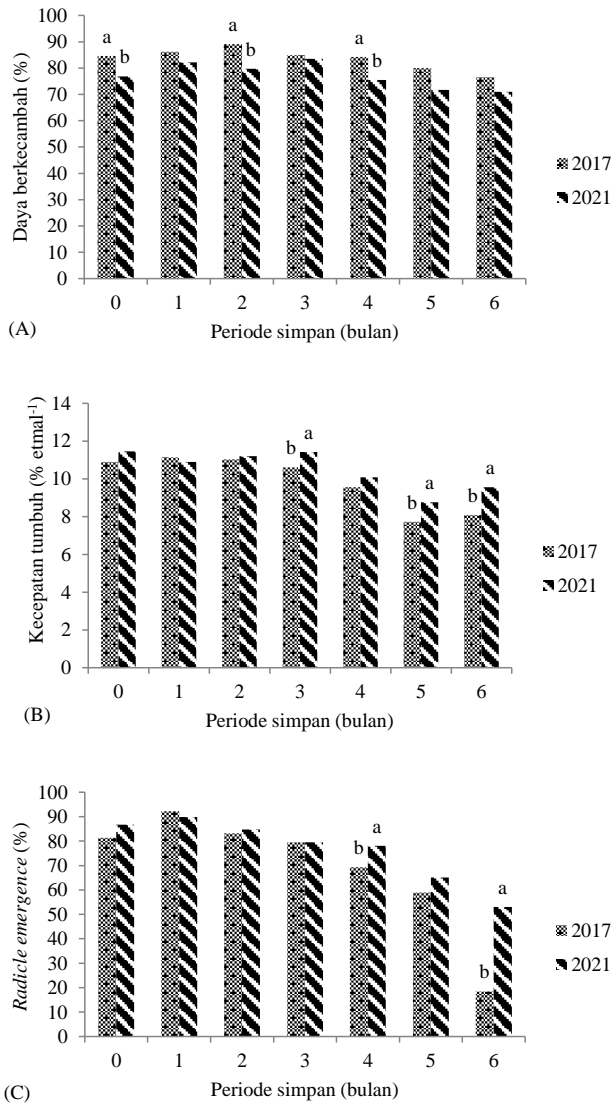 100
90
80
70
60
50
40
30
20
10
0
Daya berkecambah (%)
a
b
a
b
a
b
0 1 2 3 4 5 6
Periode simpan (bulan)
2017
2021
(A)
14
12
10
8
6
4
2
0
Kecepatan tumbuh (% etmal-1)
b a
b a
b a
0 1 2 3 4 5 6
Periode simpan (bulan)
2017
2021
(B)
100
90
80
70
60
50
40
30
20
10
0
Radicle emergence (%)
b a
b a
0 1 2 3 4 5 6
Periode simpan (bulan)
2017
2021
(C)